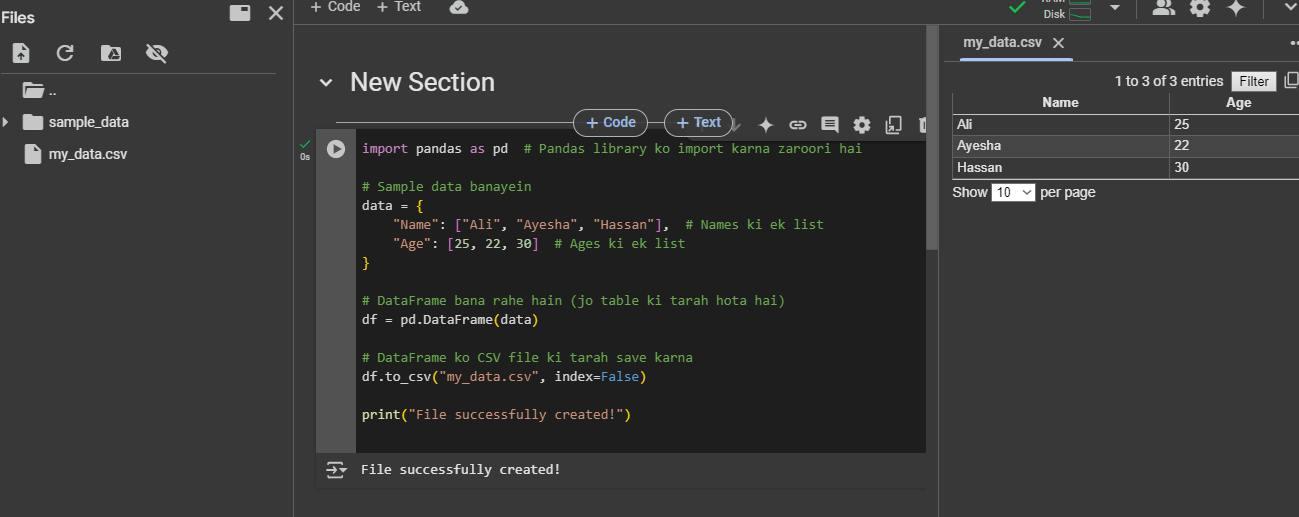 Files
..
sample_data
my_data.csv
+ Code + Text
Disk
New Section
+ Code + Text
0s
import pandas as pd  # Pandas library ko import karna zaroori hai
# Sample data banayein
data = {
    "Name": ["Ali", "Ayesha", "Hassan"],  # Names ki ek list
    "Age": [25, 22, 30]  # Ages ki ek list
}
# DataFrame bana rahe hain (jo table ki tarah hota hai)
df = pd.DataFrame(data)
# DataFrame ko CSV file ki tarah save karna
df.to_csv("my_data.csv", index=False)
print("File successfully created!")
File successfully created!
my_data.csv
1 to 3 of 3 entries Filter
Name Age
Ali 25
Ayesha 22
Hassan 30
Show 10 per page